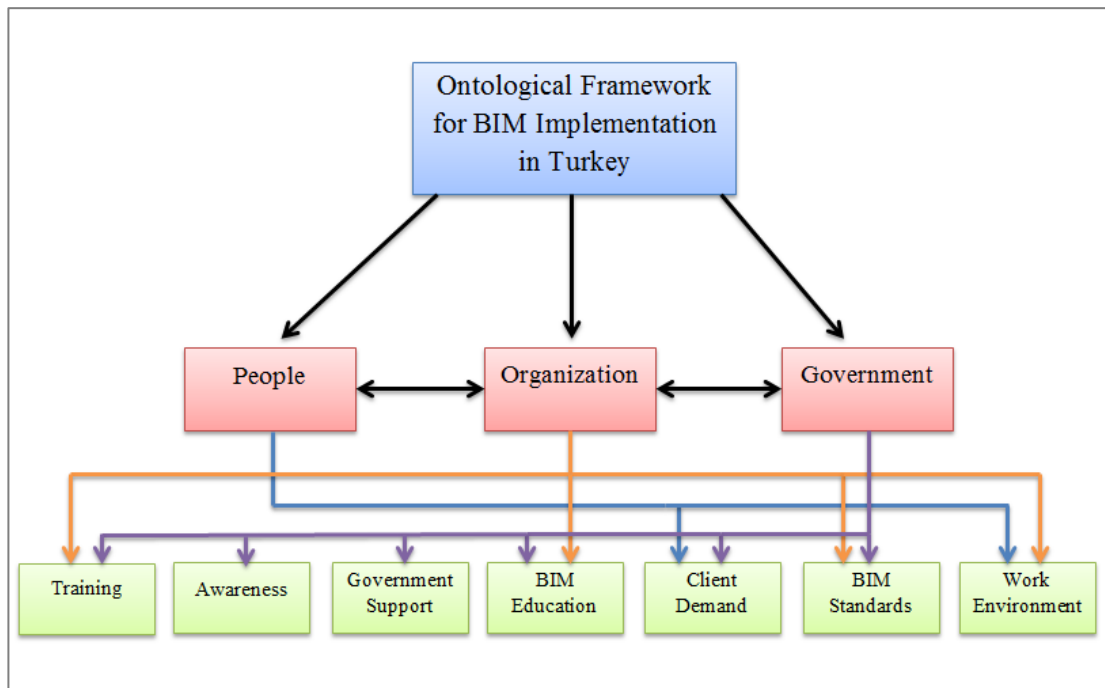 Ontological Framework
for BIM Implementation
in Turkey
People
Organization
Government
Training
Awareness
Government
Support
BIM
Education
Client
Demand
BIM
Standards
Work
Environment